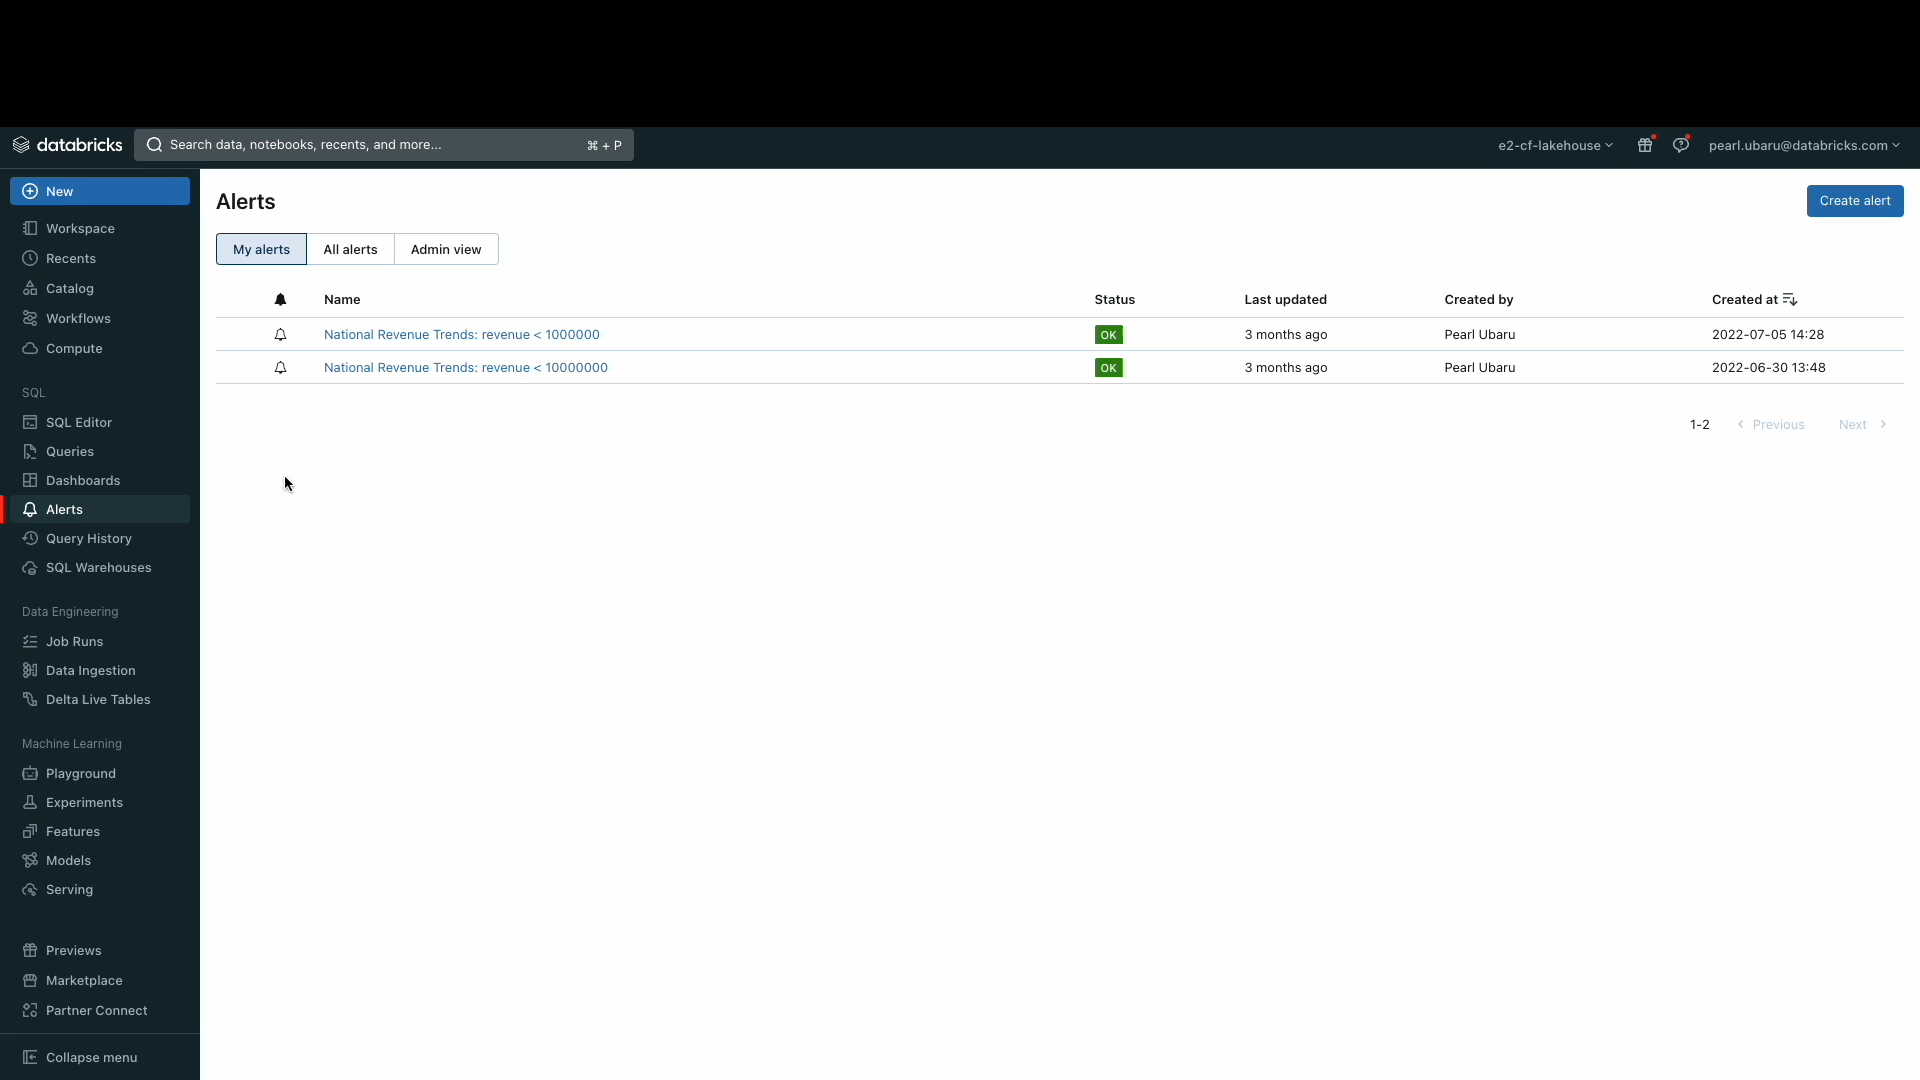 databricks
Search data, notebooks, recents, and more...
⌘ + P
e2-cf-lakehouse
pearl.ubaru@databricks.com
New
Workspace
Recents
Catalog
Workflows
Compute
SQL
SQL Editor
Queries
Dashboards
Alerts
Query History
SQL Warehouses
Data Engineering
Job Runs
Data Ingestion
Delta Live Tables
Machine Learning
Playground
Experiments
Features
Models
Serving
Previews
Marketplace
Partner Connect
Collapse menu
Alerts
Create alert
My alerts All alerts Admin view
Name Status Last updated Created by Created at
National Revenue Trends: revenue < 1000000 OK 3 months ago Pearl Ubaru 2022-07-05 14:28
National Revenue Trends: revenue < 10000000 OK 3 months ago Pearl Ubaru 2022-06-30 13:48
1-2 Previous Next